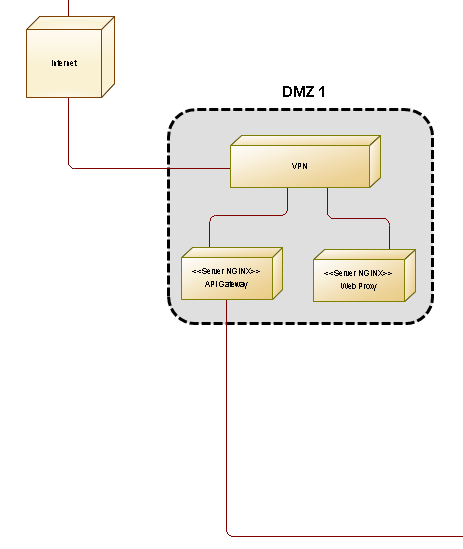 Internet
DMZ 1
VPN
<<Server NGINX>>
API Gateway
<<Server NGINX>>
Web Proxy